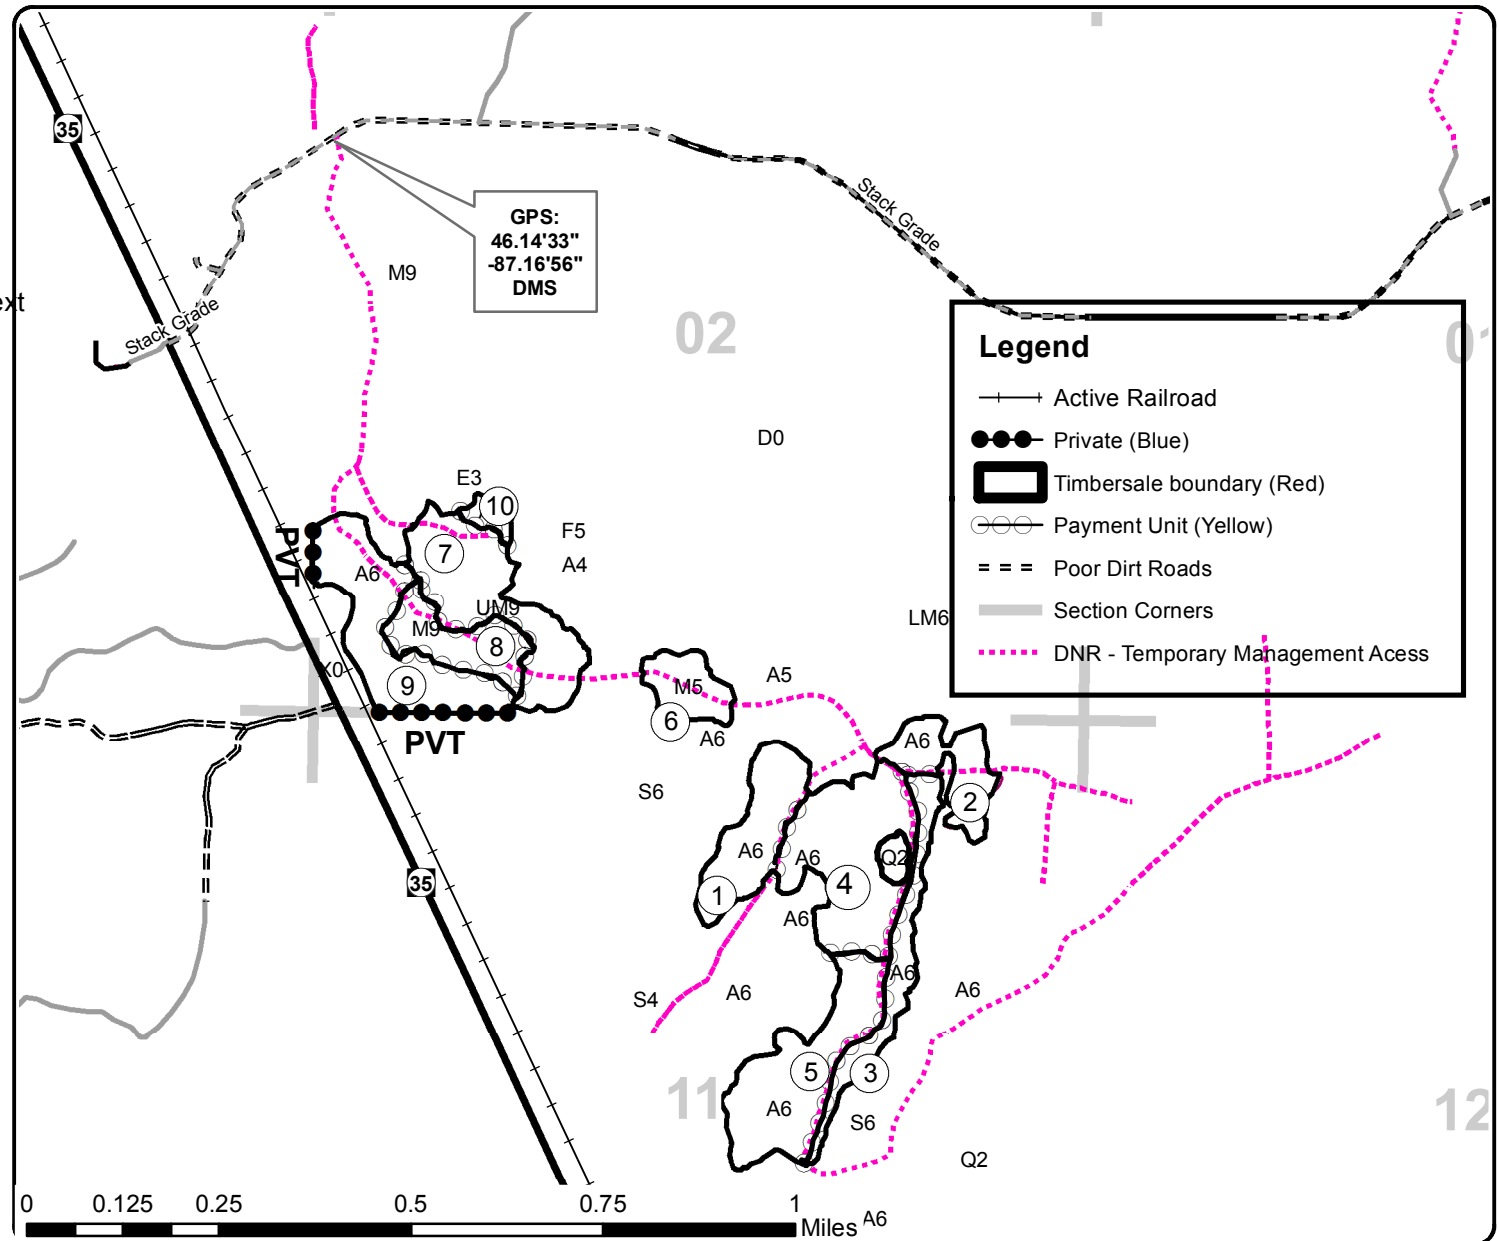 35
GPS:
46.14'33"
-87.16'56"
DMS
Stack Grade
M9
ext
Stack Grade
02
Legend
Active Railroad
Private (Blue)
Timbersale boundary (Red)
Payment Unit (Yellow)
Poor Dirt Roads
Section Corners
DNR - Temporary Management Acess
D0
E3
10
F5
PVT
7
A4
A6
UM9
LM6
M9
8
X0
9
A5
M5
6
PVT
A6
A6
S6
2
A6
A6
Q2
35
1
4
A6
A6
S4
A6
A6
5
3
11
A6
S6
12
Q2
0
0.125
0.25
0.5
0.75
1
Miles
A6